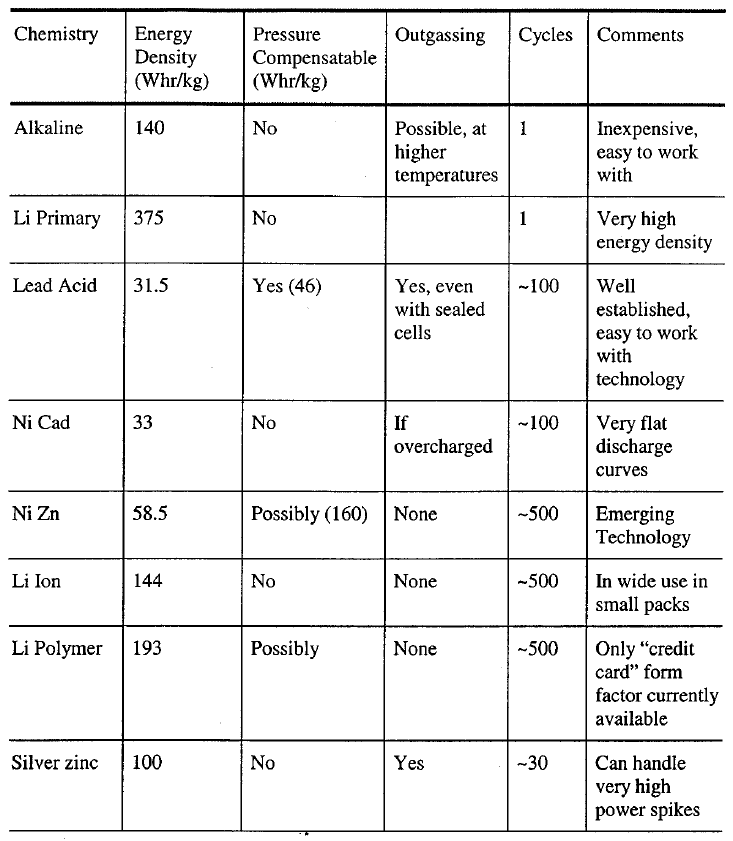 Chemistry Energy Density (Whr/kg) Pressure Compensatable (Whr/kg) Outgassing Cycles Comments
Alkaline 140 No Possible, at higher temperatures 1 Inexpensive, easy to work with
Li Primary 375 No 1 Very high energy density
Lead Acid 31.5 Yes (46) Yes, even with sealed cells ~100 Well established, easy to work with technology
Ni Cad 33 No If overcharged ~100 Very flat discharge curves
Ni Zn 58.5 Possibly (160) None ~500 Emerging Technology
Li Ion 144 No None ~500 In wide use in small packs
Li Polymer 193 Possibly None ~500 Only “credit card” form factor currently available
Silver zinc 100 No Yes ~30 Can handle very high power spikes